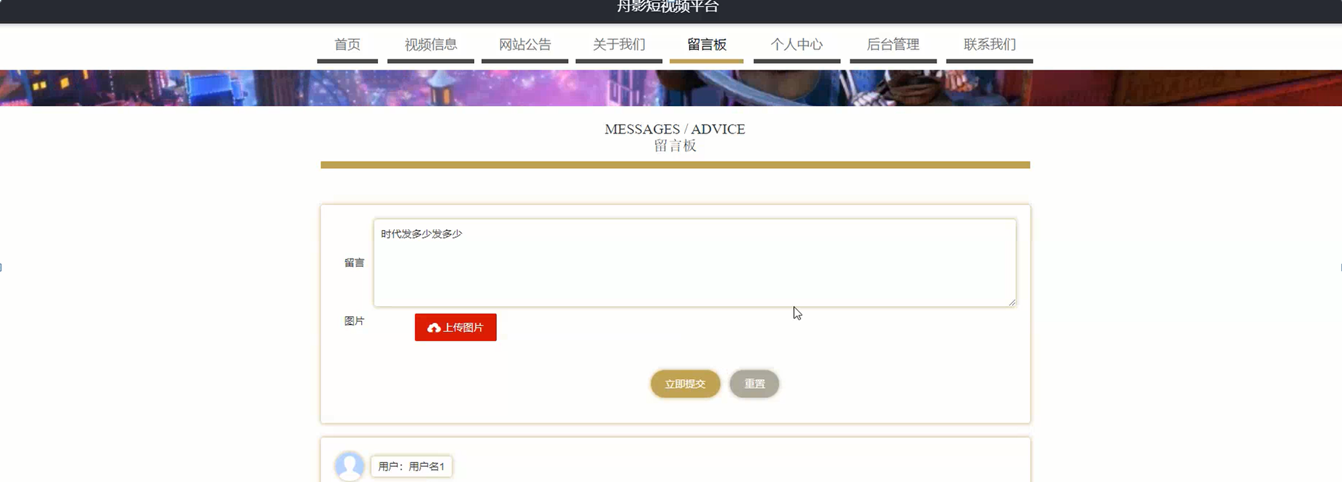 舟影短视频平台
首页 视频信息 网站公告 关于我们 留言板 个人中心 后台管理 联系我们
MESSAGES / ADVICE
留言板
时代发多少发多少
留言
图片
上传图片
立即提交 重置
用户：用户名1